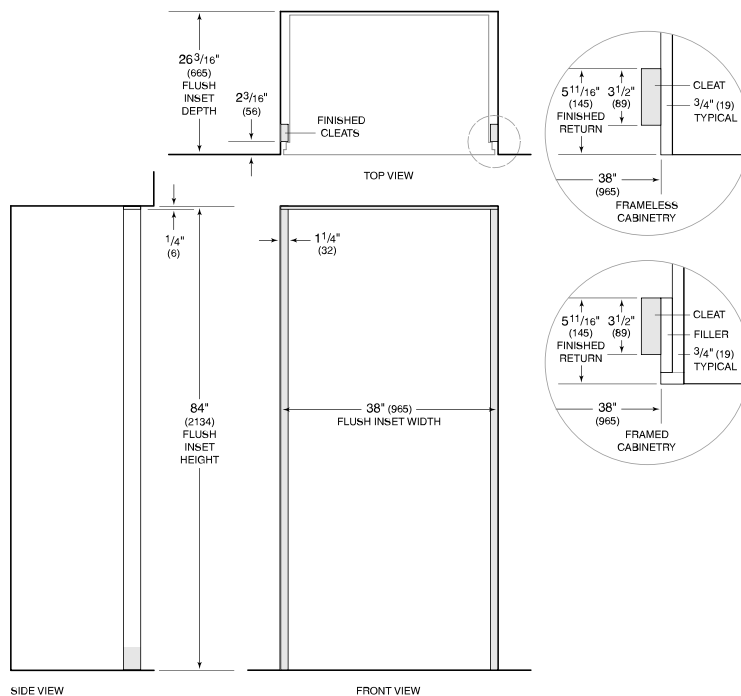 26 3/16"
(665)
FLUSH
INSET
DEPTH
2 3/16"
(56)
FINISHED
CLEATS
TOP VIEW
5 11/16"
(145)
FINISHED
RETURN
3 1/2"
(89)
CLEAT
3/4" (19)
TYPICAL
38"
(965)
FRAMELESS
CABINETRY
1/4"
(6)
1 1/4"
(32)
84"
(2134)
FLUSH
INSET
HEIGHT
38" (965)
FLUSH INSET WIDTH
5 11/16"
(145)
FINISHED
RETURN
3 1/2"
(89)
CLEAT
FILLER
3/4" (19)
TYPICAL
38"
(965)
FRAMED
CABINETRY
SIDE VIEW
FRONT VIEW